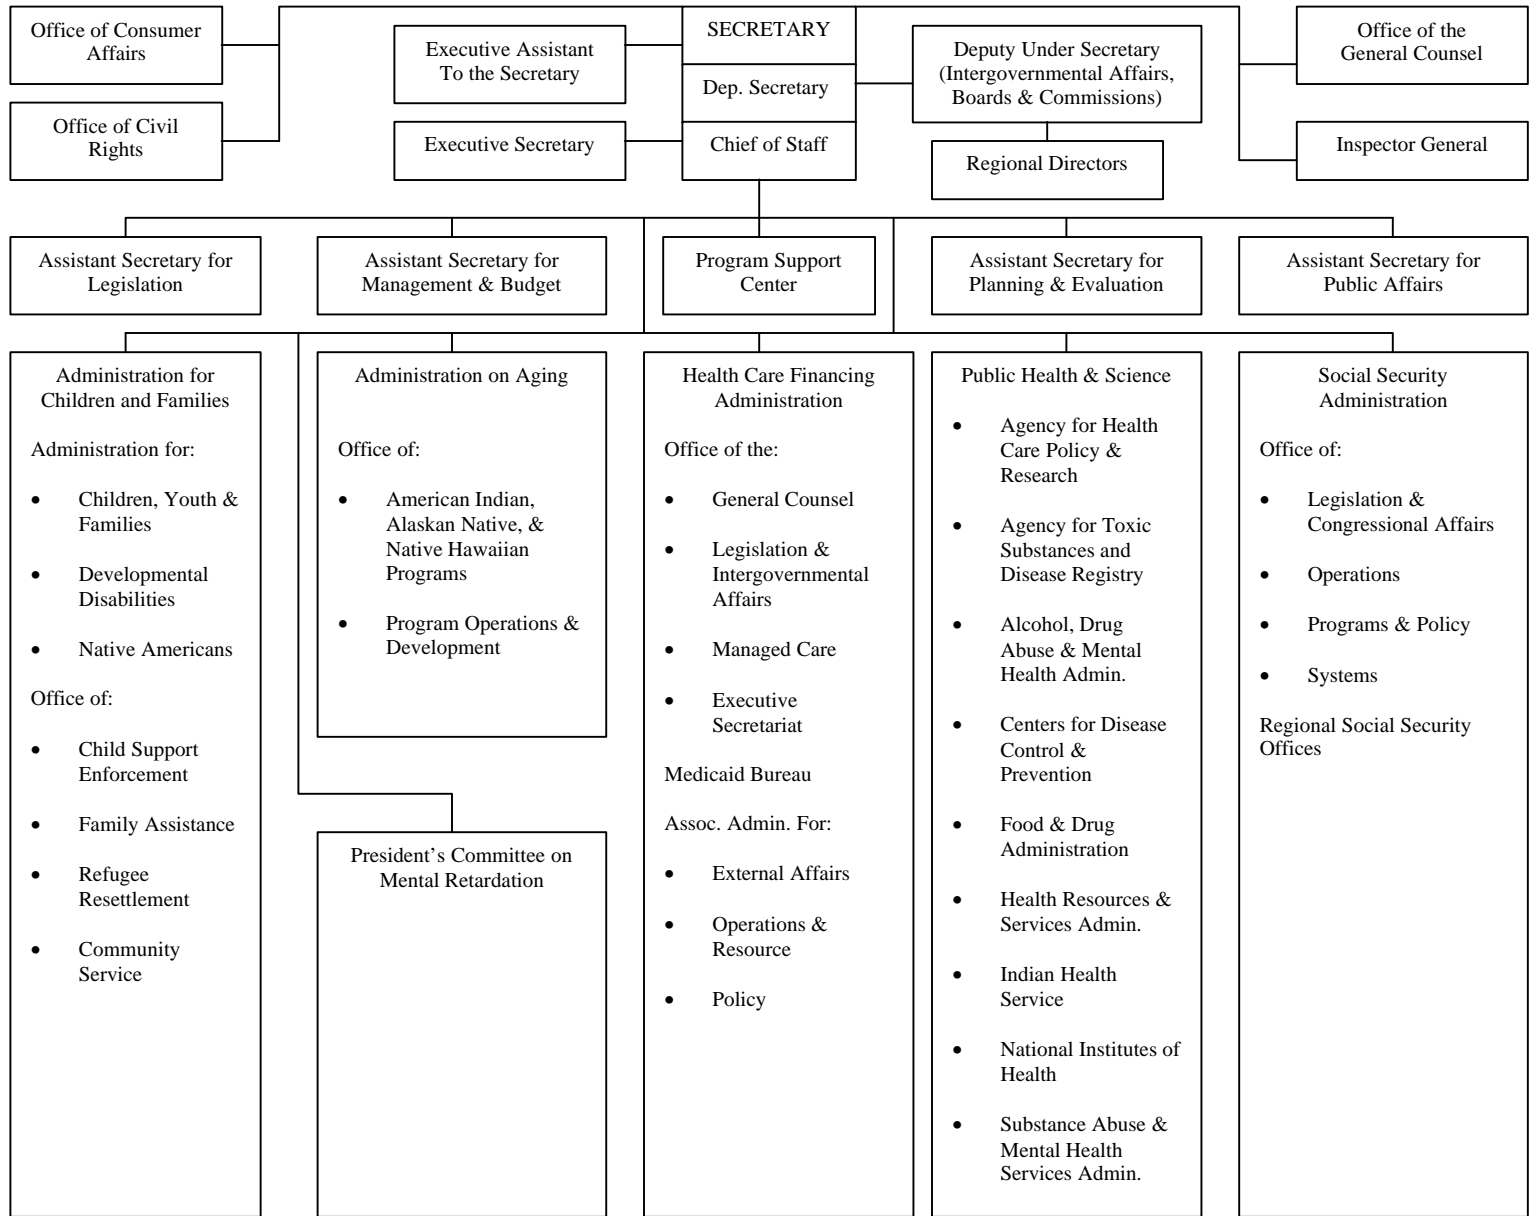 Office of Consumer
Affairs
Office of Civil
Rights
Executive Assistant
To the Secretary
Executive Secretary
SECRETARY
Dep. Secretary
Chief of Staff
Deputy Under Secretary
(Intergovernmental Affairs,
Boards & Commissions)
Regional Directors
Office of the
General Counsel
Inspector General
Assistant Secretary for
Legislation
Assistant Secretary for
Management & Budget
Program Support
Center
Assistant Secretary for
Planning & Evaluation
Assistant Secretary for
Public Affairs
Administration for
Children and Families
Administration for:
• Children, Youth &
Families
• Developmental
Disabilities
• Native Americans
Office of:
• Child Support
Enforcement
• Family Assistance
• Refugee
Resettlement
• Community
Service
Administration on Aging
Office of:
• American Indian,
Alaskan Native, &
Native Hawaiian
Programs
• Program Operations &
Development
President's Committee on
Mental Retardation
Health Care Financing
Administration
Office of the:
• General Counsel
• Legislation &
Intergovernmental
Affairs
• Managed Care
• Executive
Secretariat
Medicaid Bureau
Assoc. Admin. For:
• External Affairs
• Operations &
Resource
• Policy
Public Health & Science
• Agency for Health
Care Policy &
Research
• Agency for Toxic
Substances and
Disease Registry
• Alcohol, Drug
Abuse & Mental
Health Admin.
• Centers for Disease
Control &
Prevention
• Food & Drug
Administration
• Health Resources &
Services Admin.
• Indian Health
Service
• National Institutes of
Health
• Substance Abuse &
Mental Health
Services Admin.
Social Security
Administration
Office of:
• Legislation &
Congressional Affairs
• Operations
• Programs & Policy
• Systems
Regional Social Security
Offices